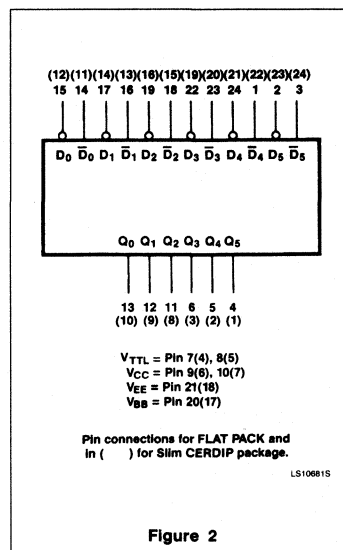 (12) (11) (14) (13) (16) (15) (19) (20) (21) (22) (23) (24)
15 14 17 16 19 18 22 23 24 1 2 3
D0 D̅0 D1 D̅1 D2 D̅2 D3 D̅3 D4 D̅4 D5 D̅5
Q0 Q1 Q2 Q3 Q4 Q5
13 12 11 6 5 4
(10) (9) (8) (3) (2) (1)
VTTL = Pin 7(4), 8(5)
VCC = Pin 9(6), 10(7)
VEE = Pin 21(18)
VBB = Pin 20(17)
Pin connections for FLAT PACK and
in ( ) for Slim CERDIP package.
LS10681S
Figure 2